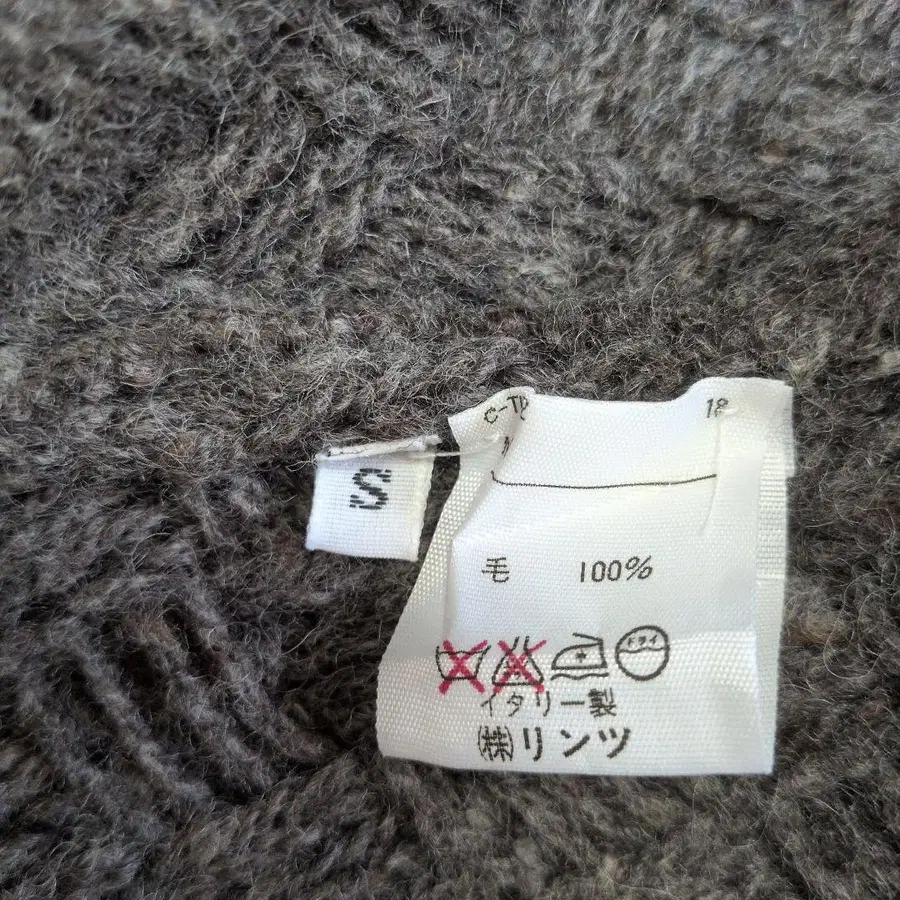 S
18
毛 100%
ドライ
イタリー製
㈱リンツ